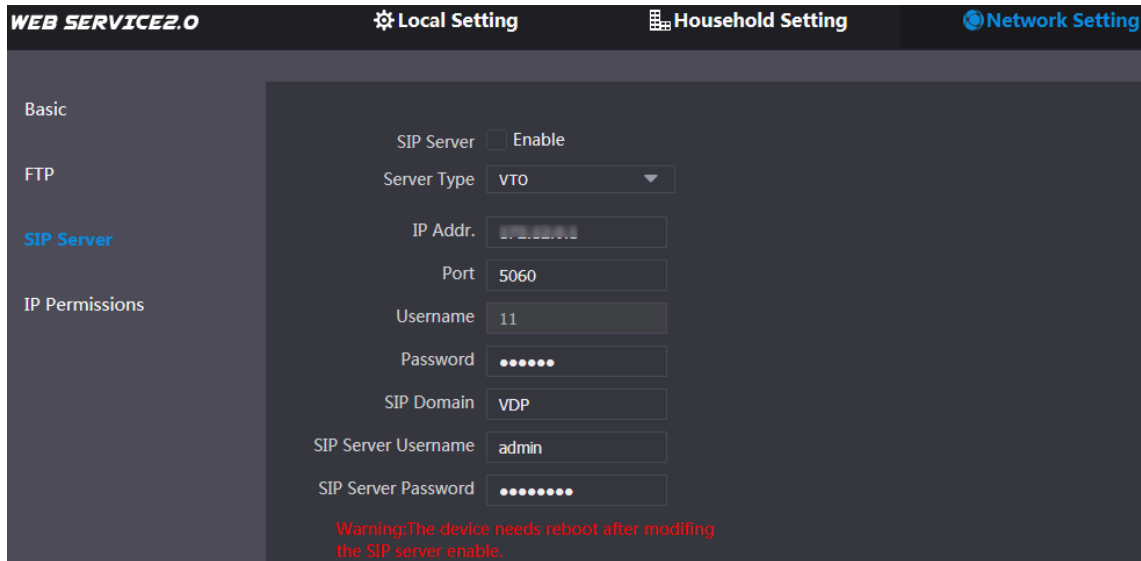 WEB SERVICE2.0
Local Setting
Household Setting
Network Setting
Basic
FTP
SIP Server
IP Permissions
SIP Server Enable
Server Type VTO
IP Addr.
Port 5060
Username 11
Password ••••••
SIP Domain VDP
SIP Server Username admin
SIP Server Password ••••••••
Warning:The device needs reboot after modifing
the SIP server enable.